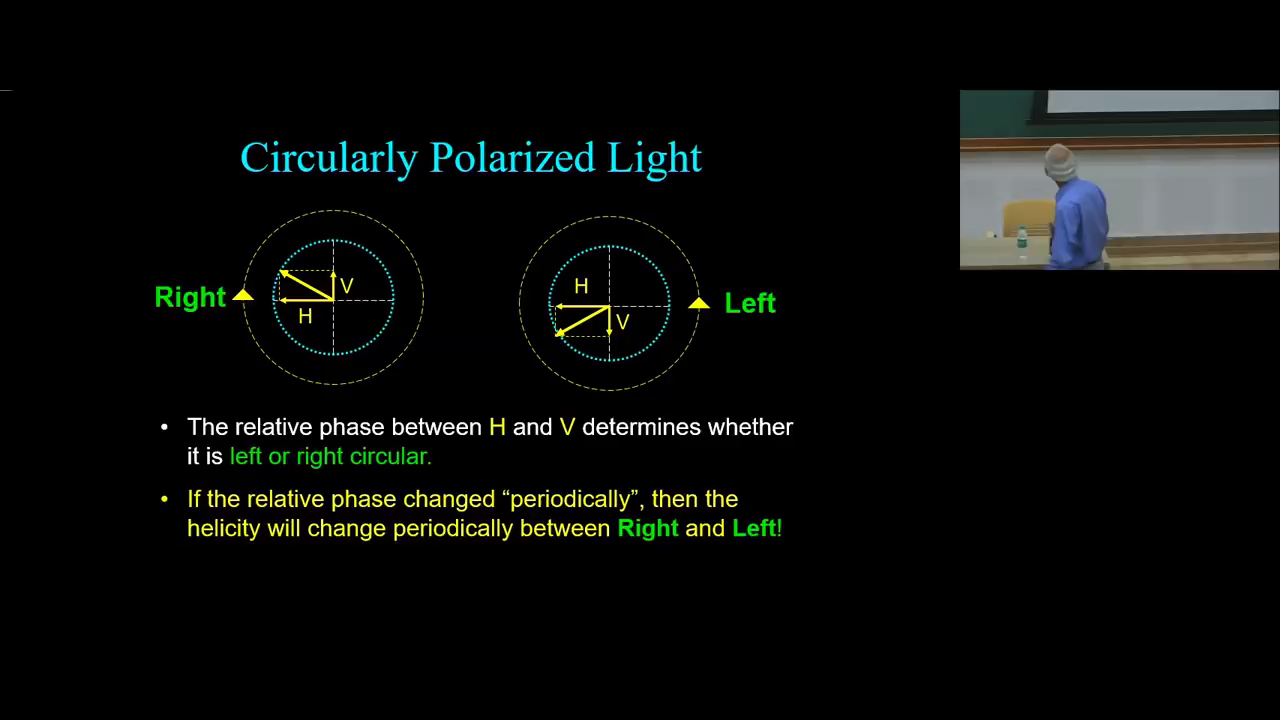 Circularly Polarized Light
Right
V
H
H
V
Left
• The relative phase between H and V determines whether
it is left or right circular.
• If the relative phase changed “periodically”, then the
helicity will change periodically between Right and Left!